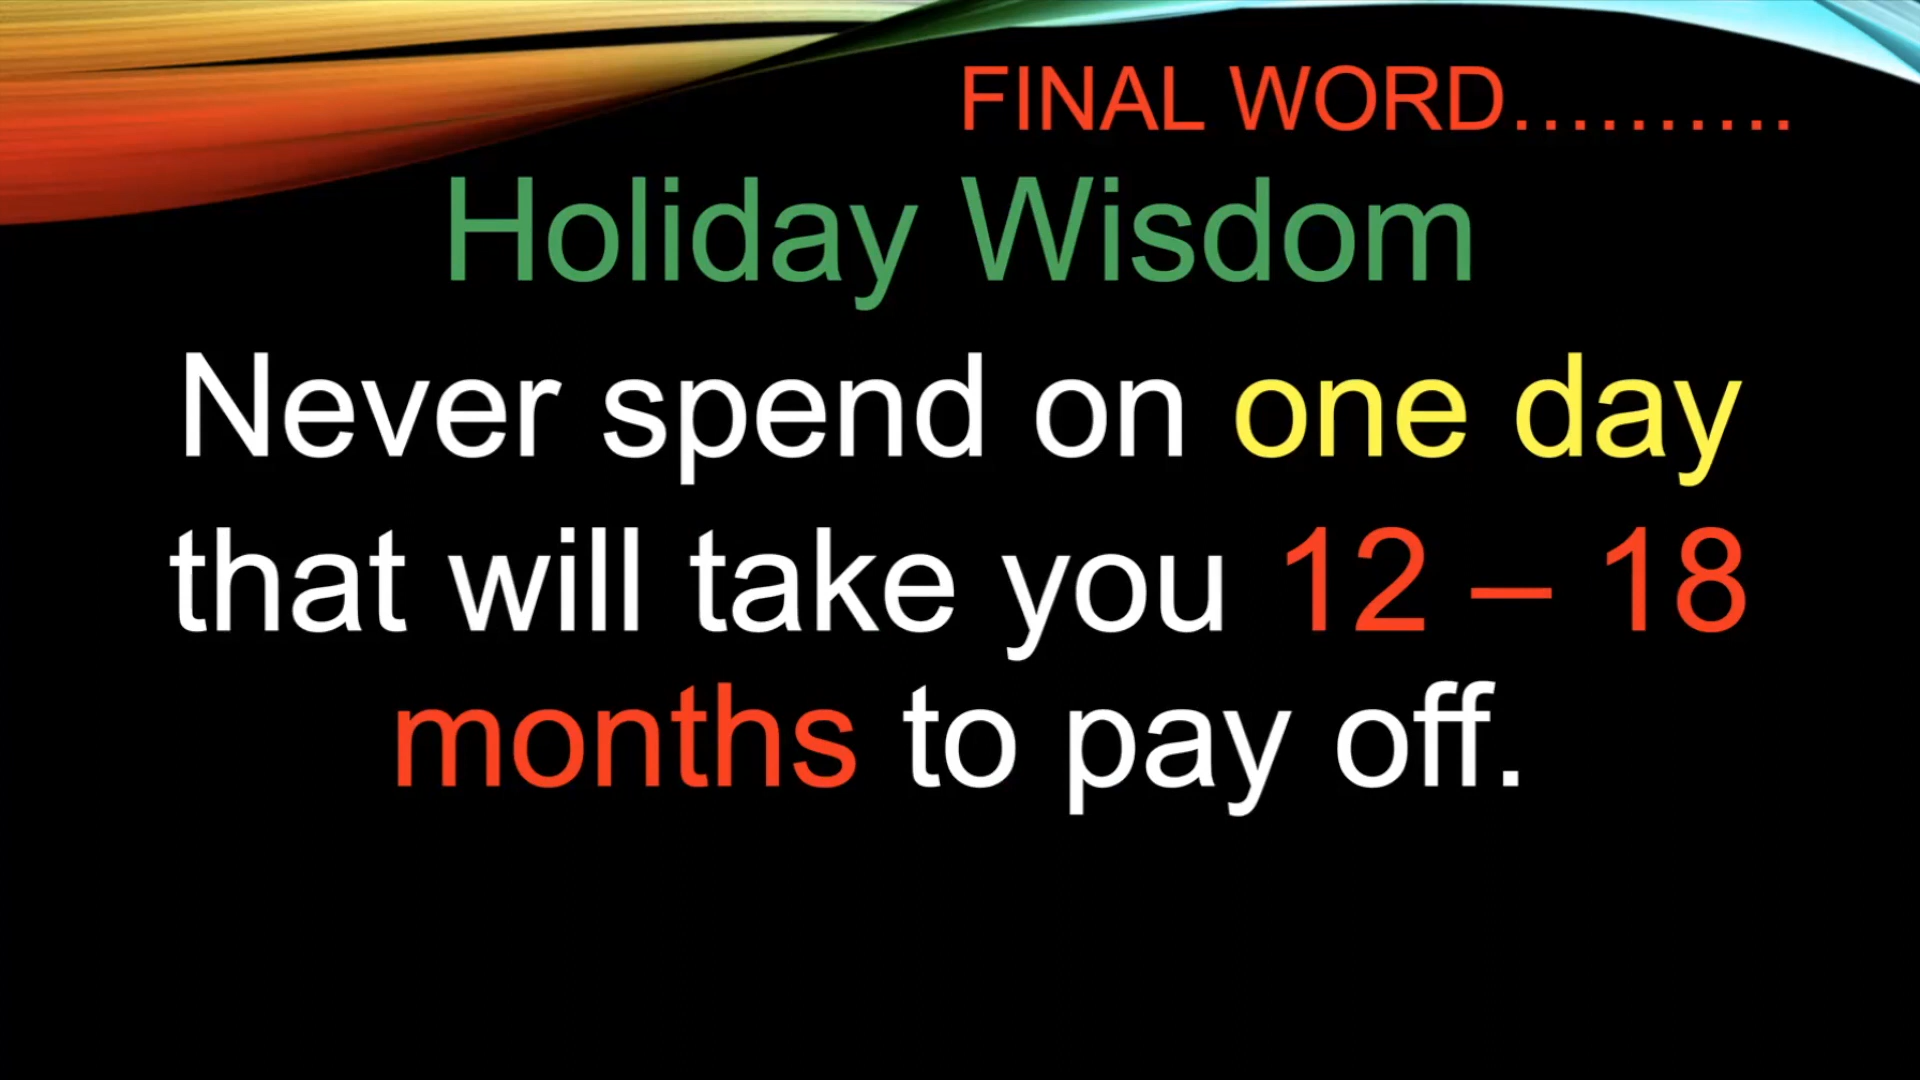 FINAL WORD..........
Holiday Wisdom
Never spend on one day
that will take you 12 – 18
months to pay off.